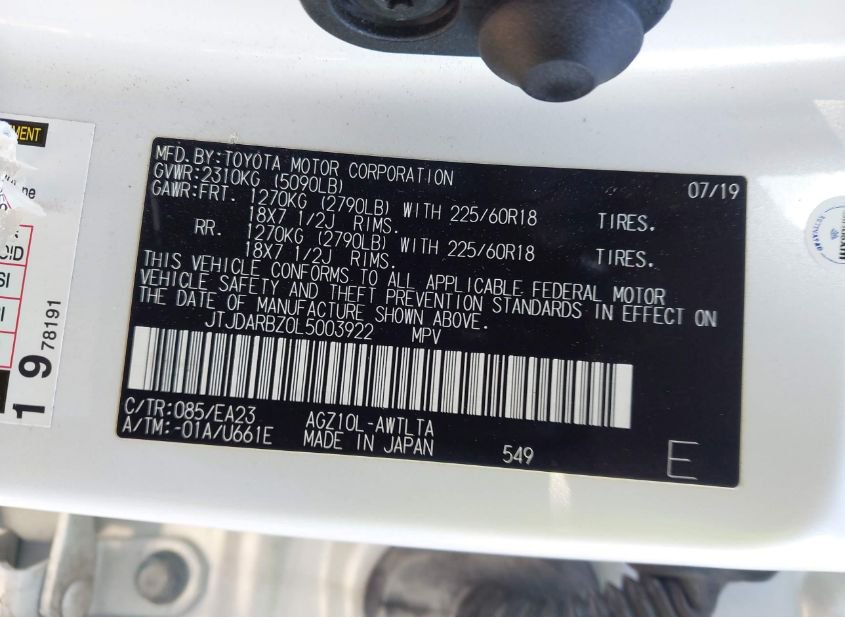 MFD. BY:TOYOTA MOTOR CORPORATION 07/19
GVWR:2310KG (5090LB)
GAWR:FRT. 1270KG (2790LB) WITH 225/60R18 TIRES.
18X7 1/2J RIMS.
RR. 1270KG (2790LB) WITH 225/60R18 TIRES.
18X7 1/2J RIMS.
THIS VEHICLE CONFORMS TO ALL APPLICABLE FEDERAL MOTOR
VEHICLE SAFETY AND THEFT PREVENTION STANDARDS IN EFFECT ON
THE DATE OF MANUFACTURE SHOWN ABOVE.
JTJDARBZ0L5003922 MPV
C/TR:085/EA23 AGZ10L-AWTLTA
A/TM:-01A/U661E MADE IN JAPAN 549 E
1978191